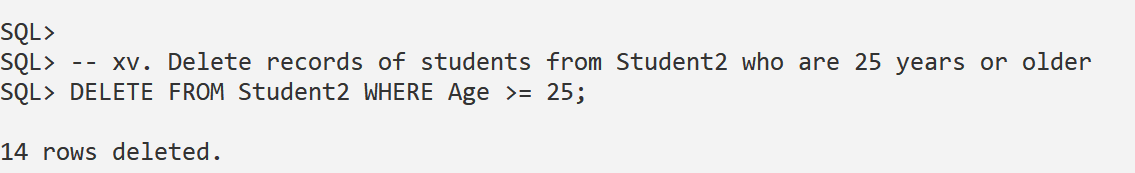 SQL>
SQL> -- xv. Delete records of students from Student2 who are 25 years or older
SQL> DELETE FROM Student2 WHERE Age >= 25;
14 rows deleted.